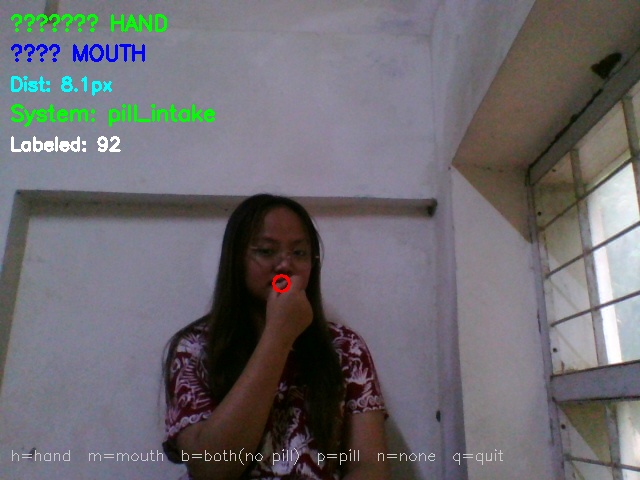 ??????? HAND
???? MOUTH
Dist: 8.1px
System: pill_intake
Labeled: 92
h=hand m=mouth b=both(no pill) p=pill n=none q=quit